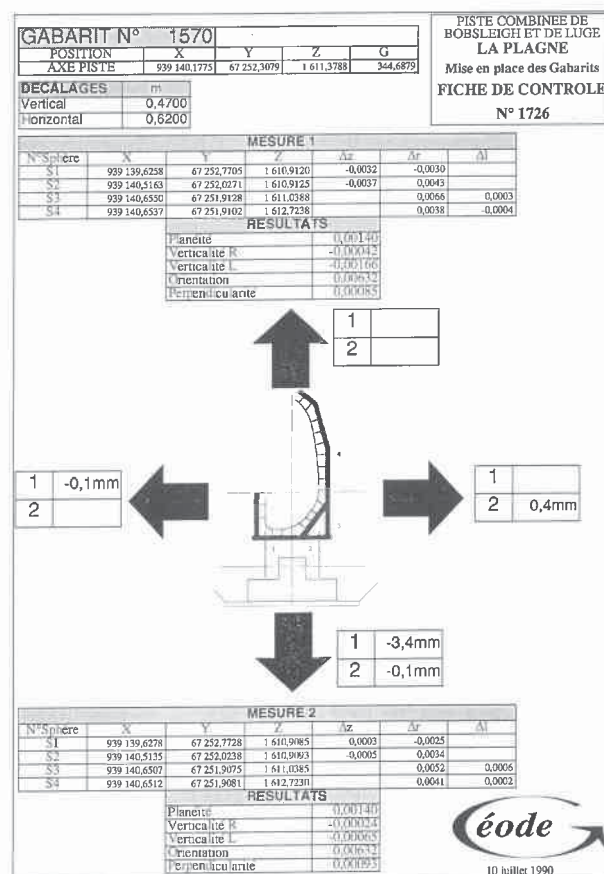 GABARIT N° 1570
POSITION X Y Z G
AXE PISTE 939 140,1775 67 252,3079 1 611,3788 344,6879
PISTE COMBINEE DE
BOBSLEIGH ET DE LUGE
LA PLAGNE
Mise en place des Gabarits
FICHE DE CONTROLE
N° 1726
DECALAGES m
Vertical 0,4700
Horizontal 0,6200
MESURE 1
N°Sphère X Y Z Δz Δr Δl
S1 939 139,6258 67 252,7705 1 610,9120 -0,0032 -0,0030
S2 939 140,5163 67 252,0271 1 610,9125 -0,0037 0,0043
S3 939 140,6550 67 251,9128 1 611,0388 0,0066 0,0003
S4 939 140,6537 67 251,9102 1 612,7238 0,0038 -0,0004
RESULTATS
Planeité 0,00140
Verticalité R -0,00042
Verticalité L -0,00166
Orientation 0,00632
Perpendicularité 0,00085
1
2
1 -0,1mm
2
1
2 0,4mm
4
3
1 2
1 -3,4mm
2 -0,1mm
MESURE 2
N°Sphère X Y Z Δz Δr Δl
S1 939 139,6278 67 252,7728 1 610,9085 0,0003 -0,0025
S2 939 140,5135 67 252,0238 1 610,9093 -0,0005 0,0034
S3 939 140,6507 67 251,9075 1 611,0385 0,0052 0,0006
S4 939 140,6512 67 251,9081 1 612,7230 0,0041 0,0002
RESULTATS
Planeité 0,00140
Verticalité R -0,00024
Verticalité L -0,00065
Orientation 0,00632
Perpendicularité 0,00093
éode
10 juillet 1990